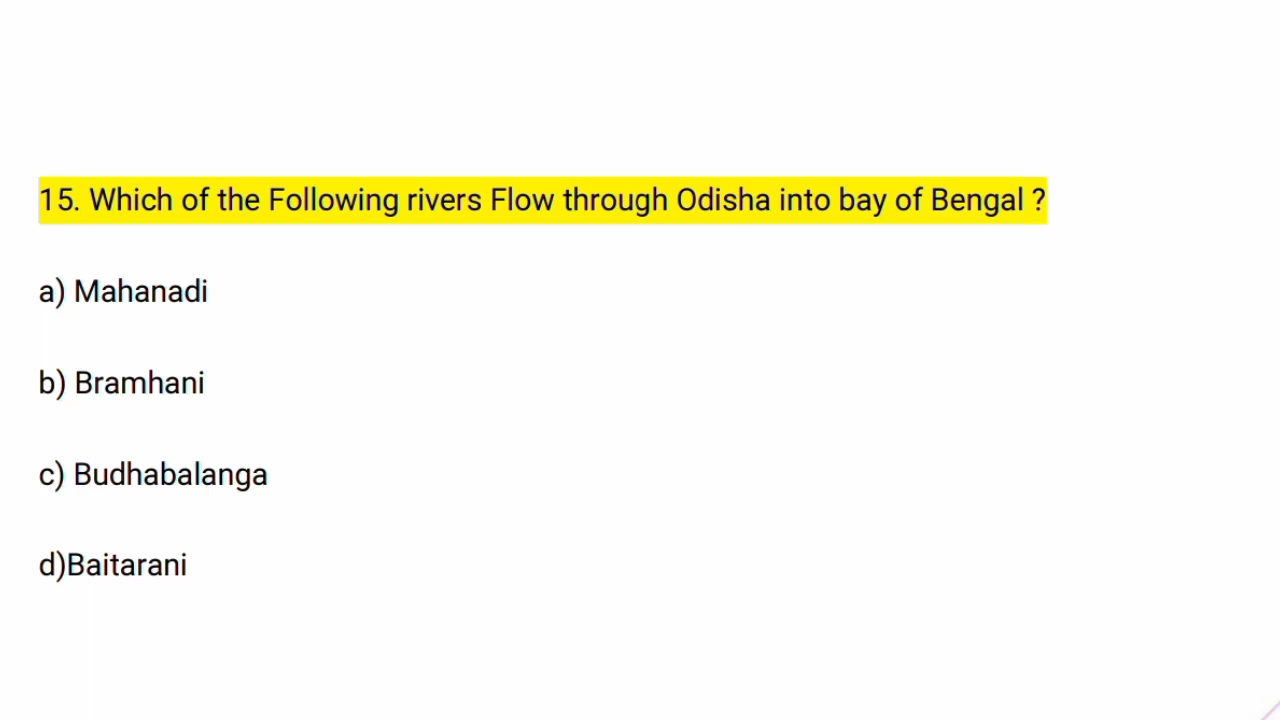 15. Which of the Following rivers Flow through Odisha into bay of Bengal ?
a) Mahanadi
b) Bramhani
c) Budhabalanga
d)Baitarani